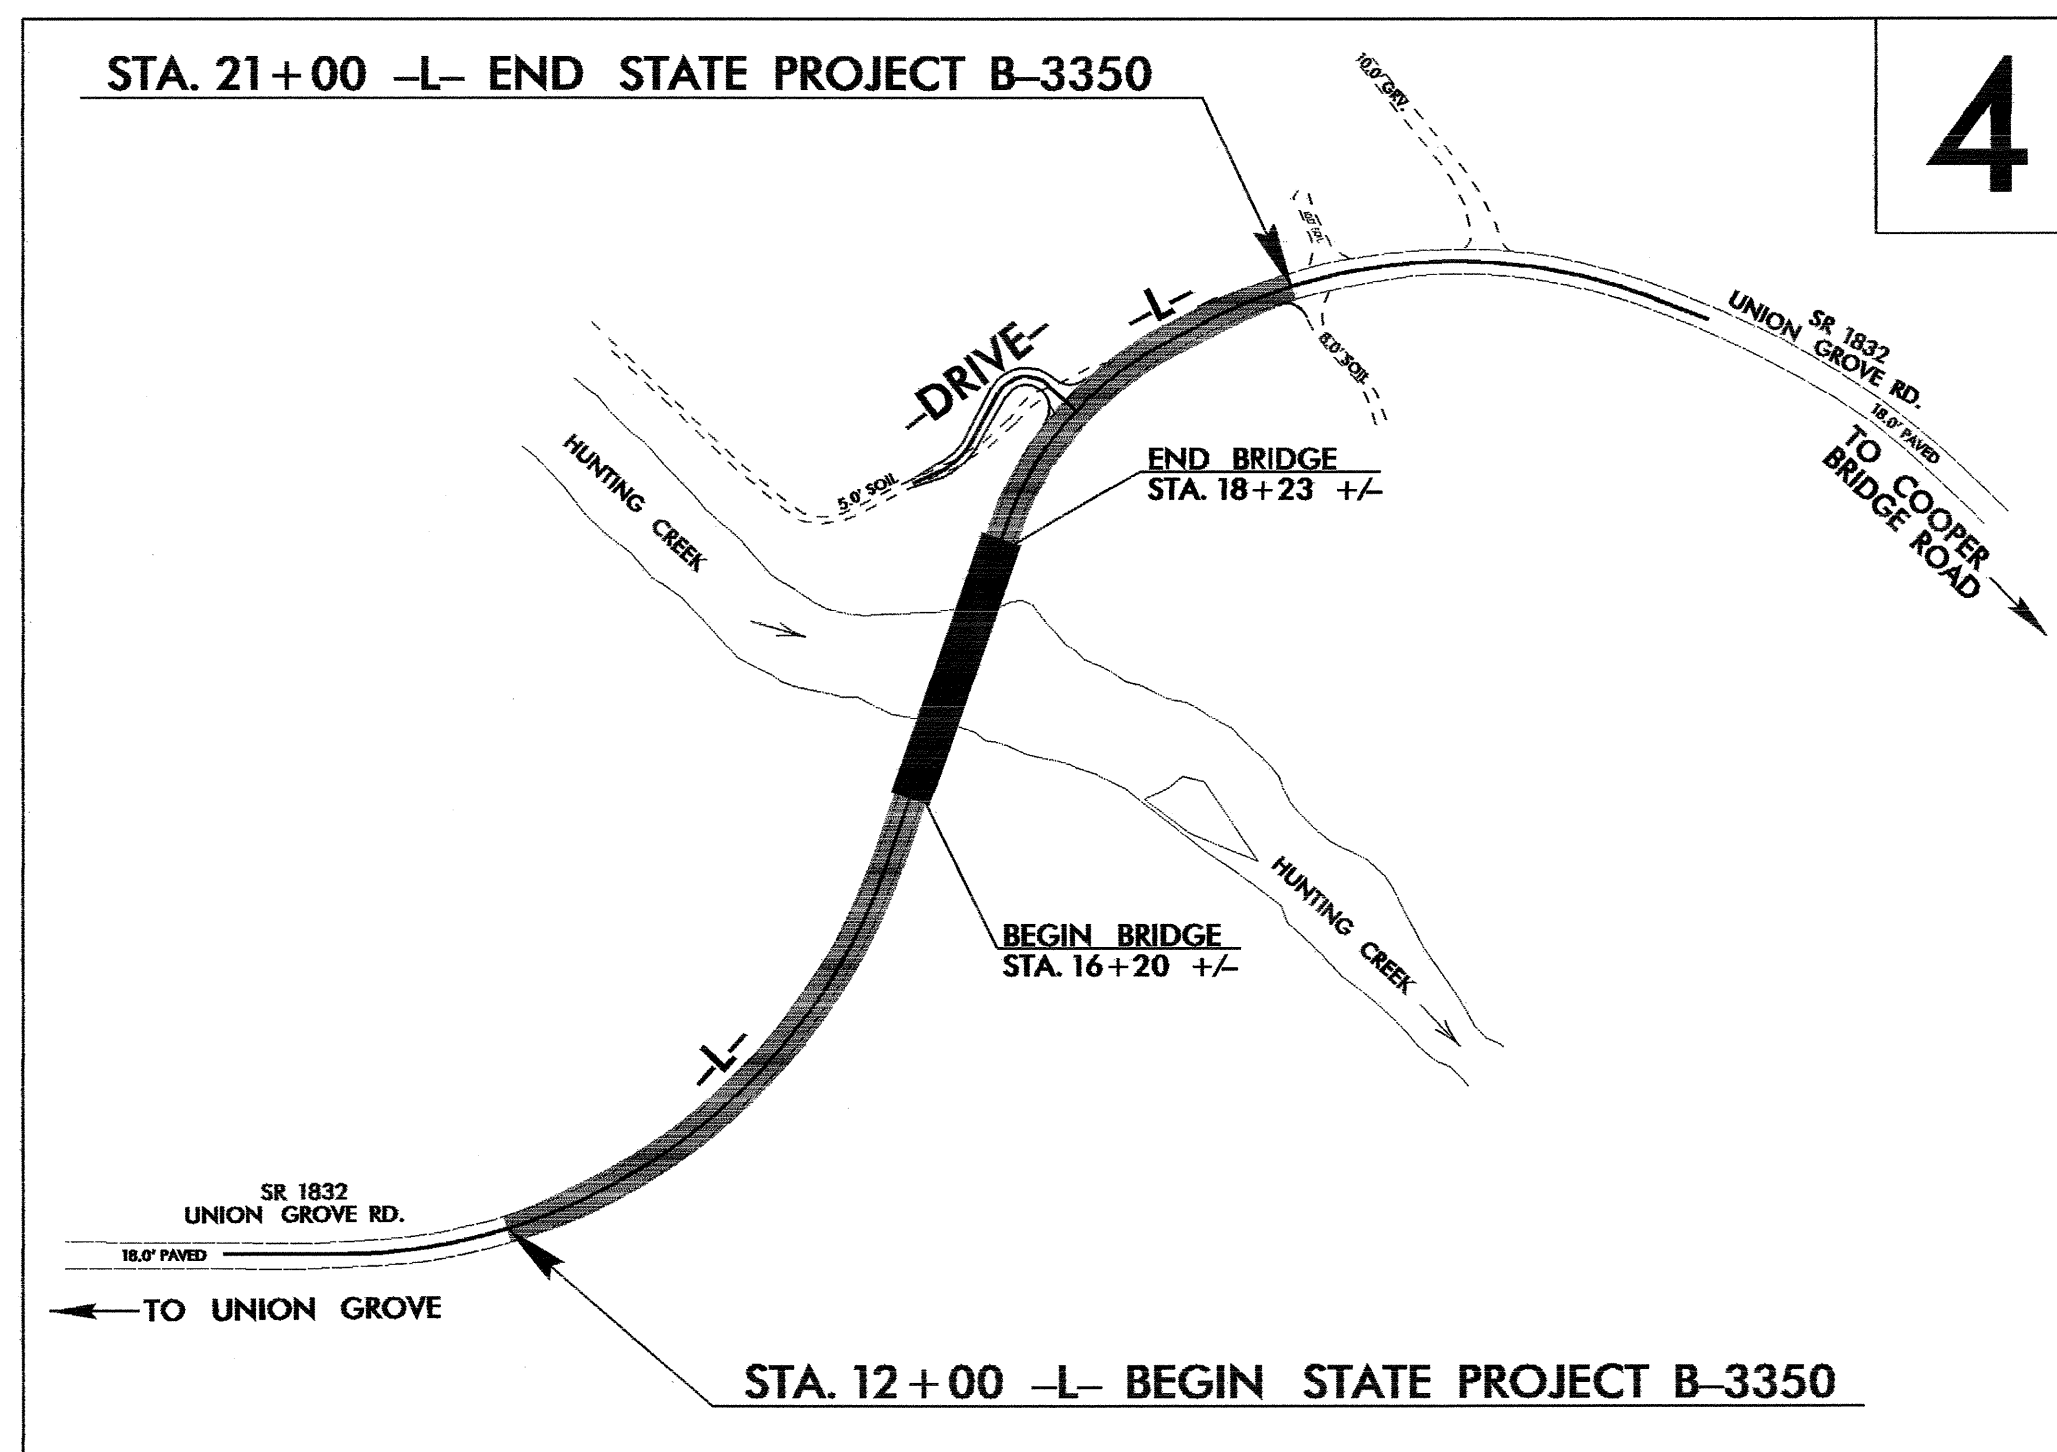 STA. 21+00 –L– END STATE PROJECT B–3350
4
10.0' GRV.
–L–
–DRIVE–
8.0' SOIL
SR 1832
UNION GROVE RD.
18.0' PAVED
TO COOPER
BRIDGE ROAD
HUNTING CREEK
5.0' SOIL
END BRIDGE
STA. 18+23 +/–
BEGIN BRIDGE
STA. 16+20 +/–
HUNTING CREEK
–L–
SR 1832
UNION GROVE RD.
18.0' PAVED
TO UNION GROVE
STA. 12+00 –L– BEGIN STATE PROJECT B–3350